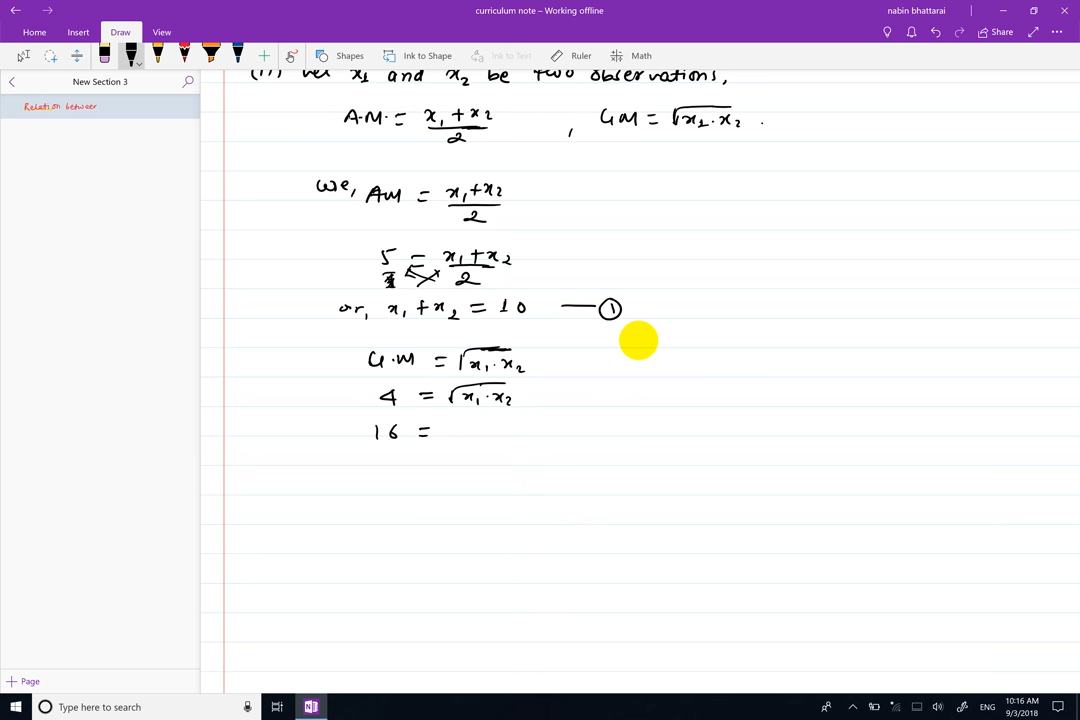 curriculum note – Working offline
nabin bhattarai
Home Insert Draw View
Share
Shapes Ink to Shape Ink to Text Ruler Math
New Section 3
Relation between
(ii) Let x₁ and x₂ be two observations,
A.M. = x₁ + x₂ / 2 , G.M = √x₁ · x₂ .
We, AM = x₁ + x₂ / 2
5 = x₁ + x₂ / 2
or, x₁ + x₂ = 10 — ①
G.M = √x₁ · x₂
4 = √x₁ · x₂
16 =
+ Page
Type here to search
ENG
10:16 AM
9/3/2018